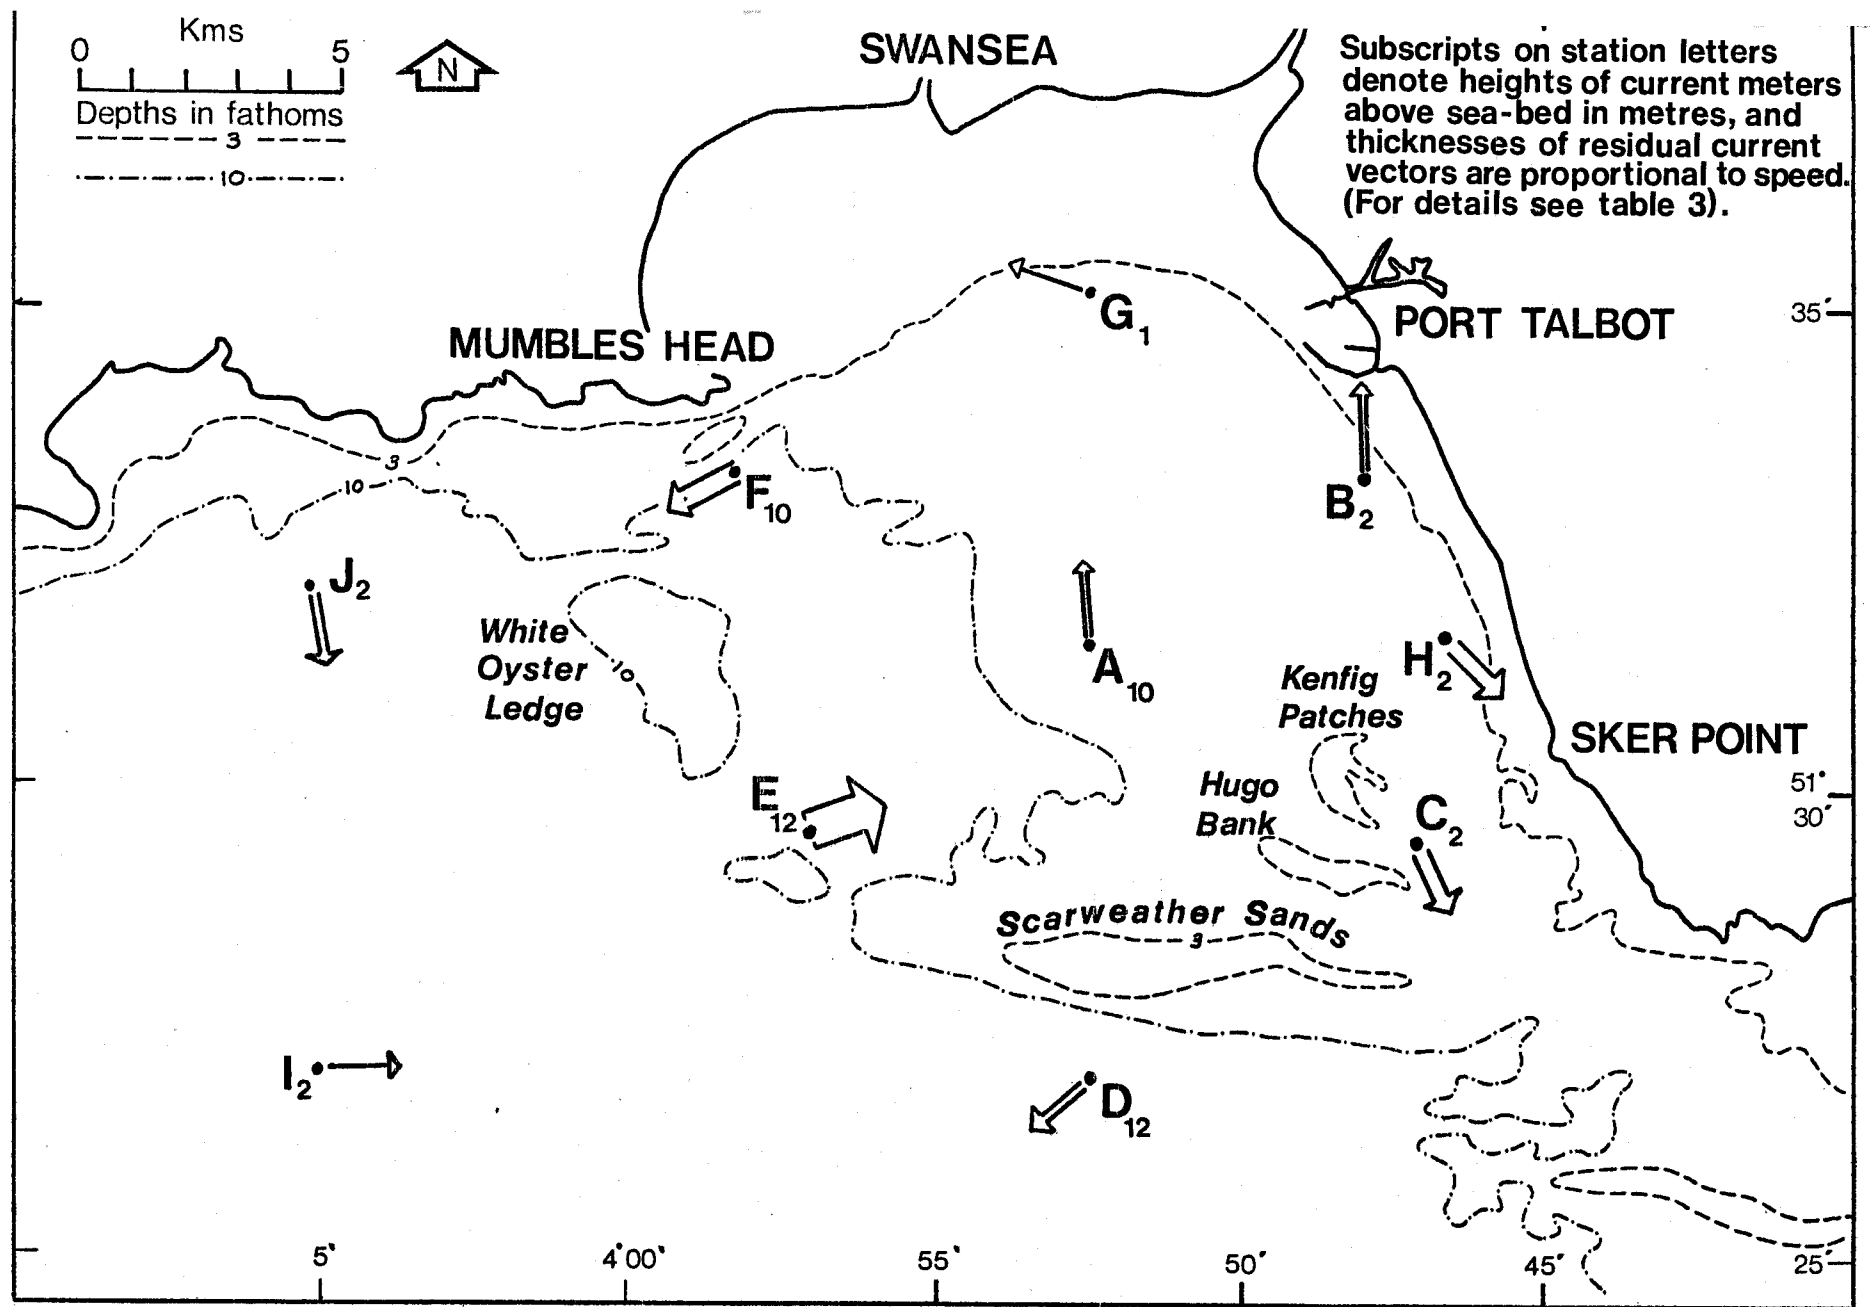 Kms
0 5
N
Depths in fathoms
3
10
SWANSEA
Subscripts on station letters
denote heights of current meters
above sea-bed in metres, and
thicknesses of residual current
vectors are proportional to speed.
(For details see table 3).
G1
PORT TALBOT
35´
MUMBLES HEAD
3
10
F10
B2
J2
White
Oyster
Ledge
10
A10
H2
Kenfig
Patches
SKER POINT
E12
Hugo
Bank
C2
51°
30´
Scarweather Sands
3
I2
D12
5' 4°00' 55' 50´ 45´ 25´